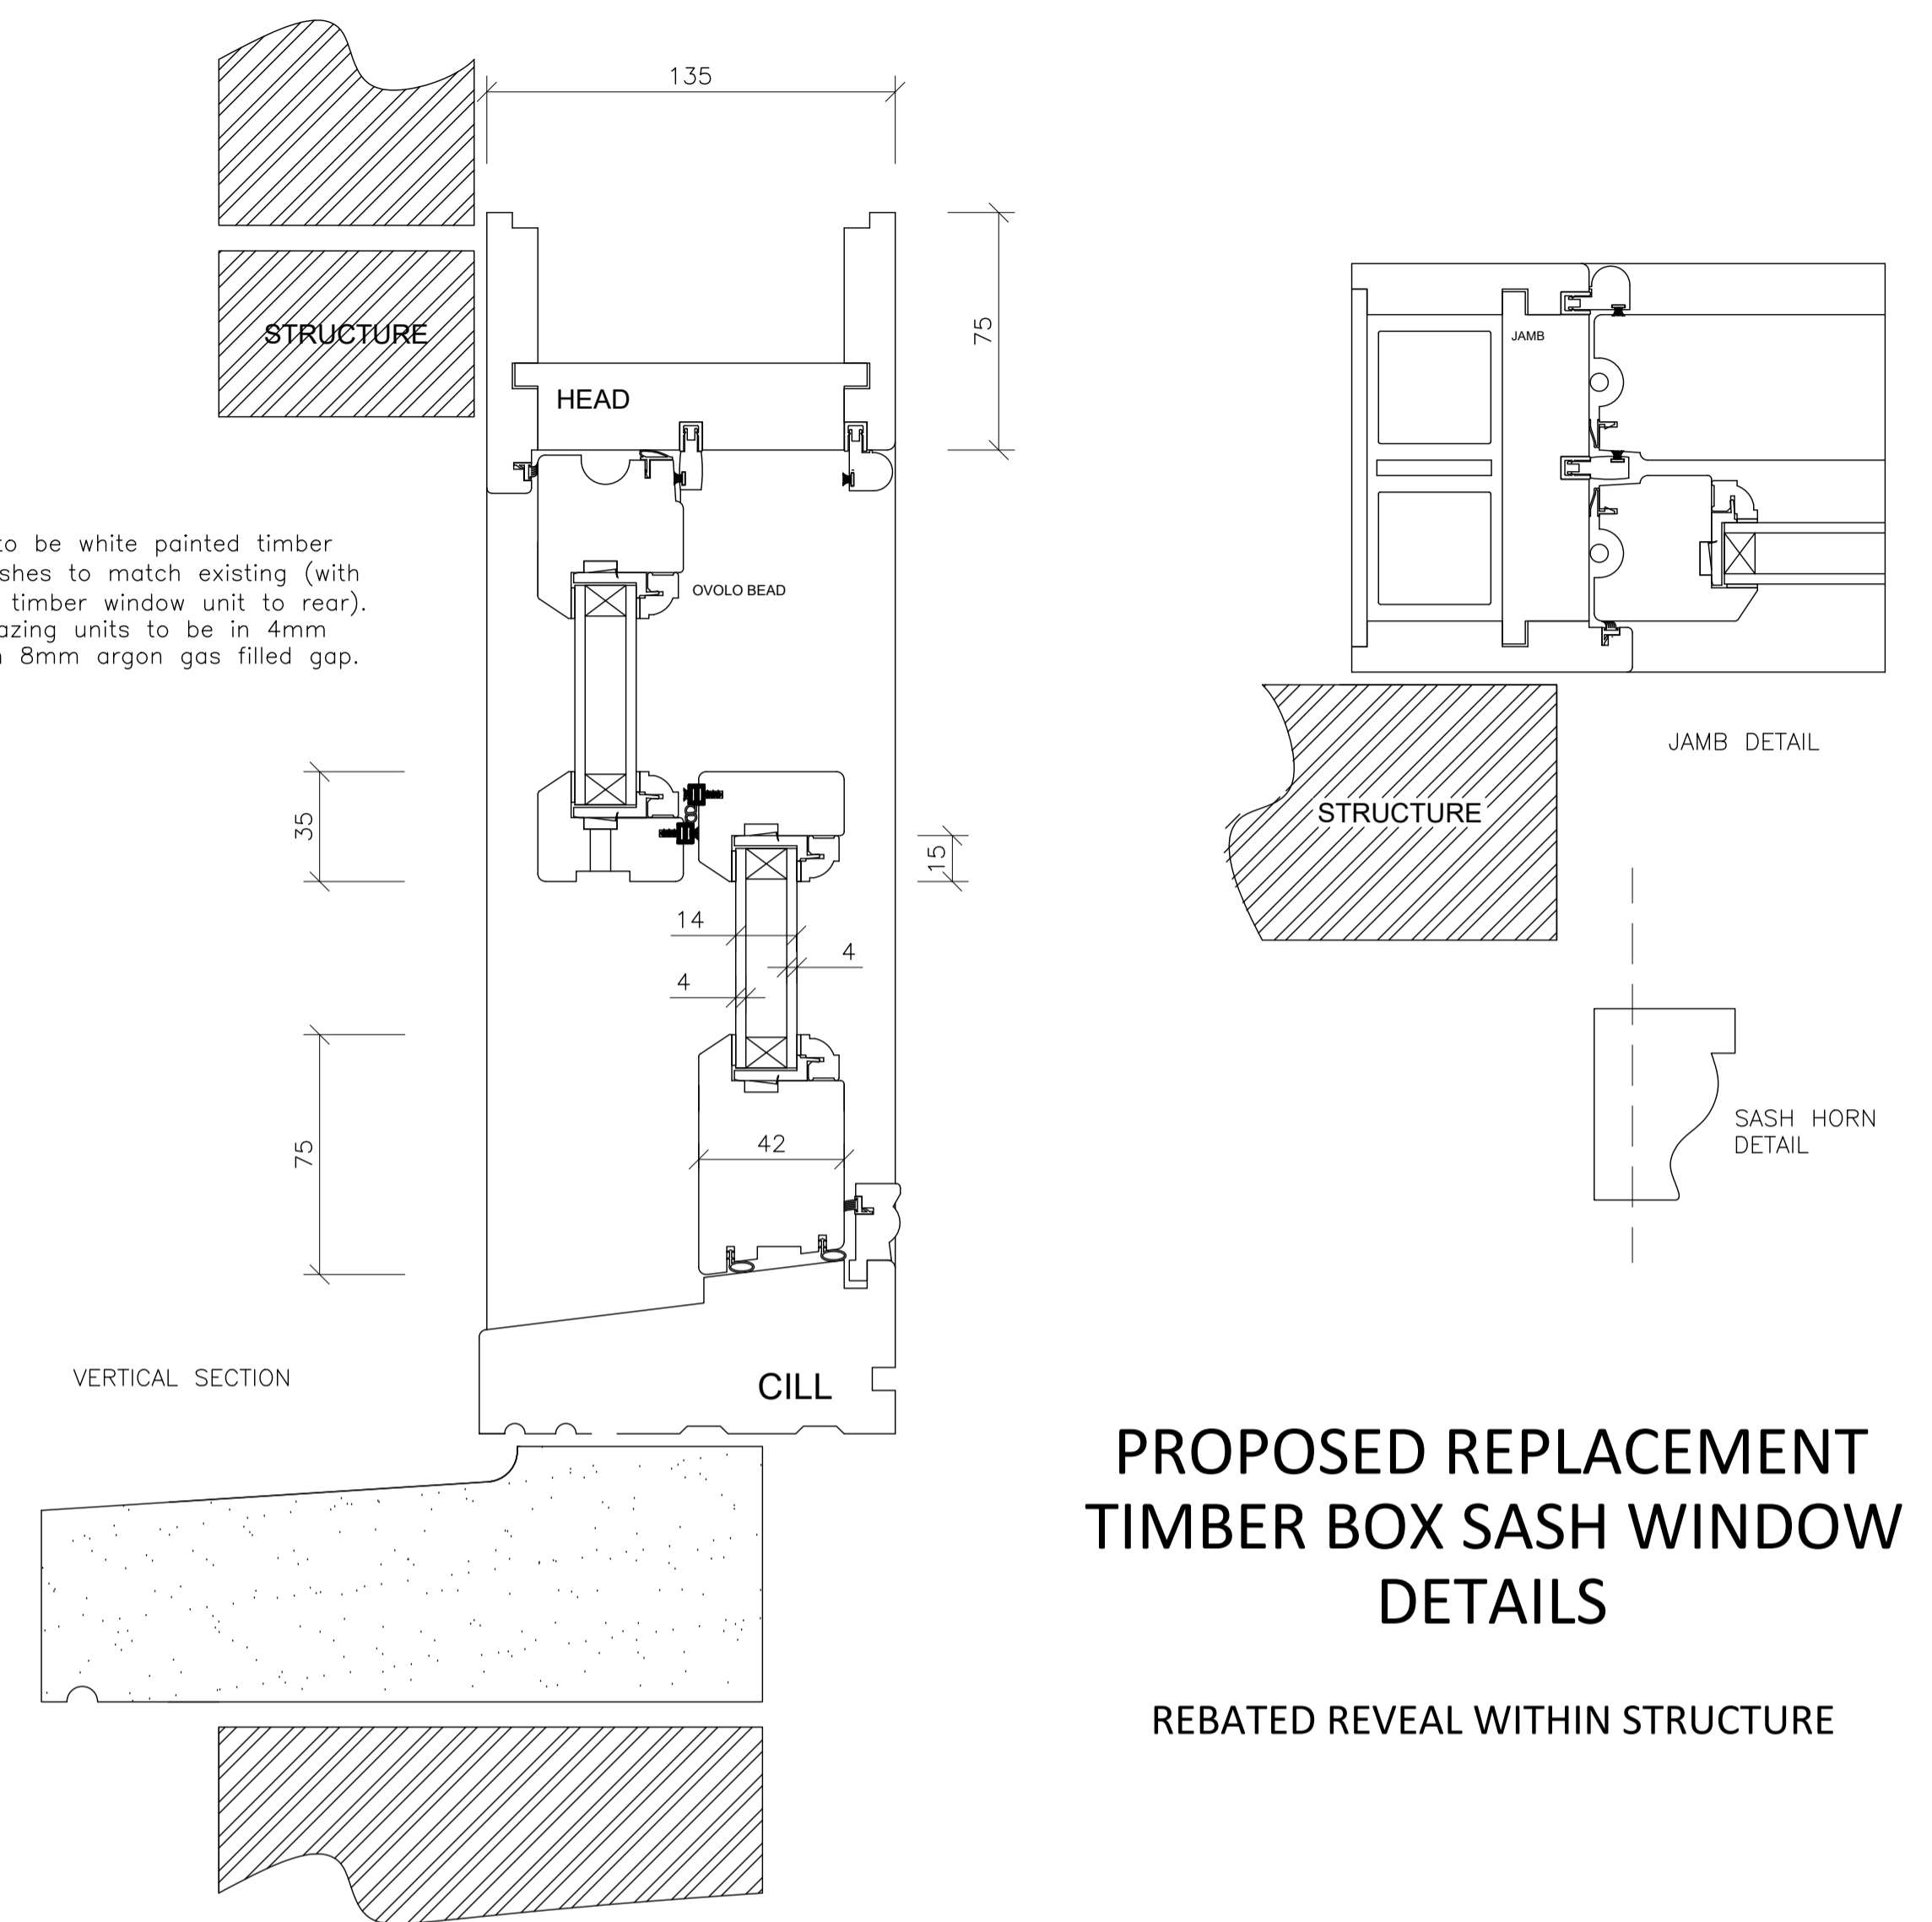 135
75
STRUCTURE
HEAD
JAMB
to be white painted timber
shes to match existing (with
timber window unit to rear).
azing units to be in 4mm
8mm argon gas filled gap.
OVOLO BEAD
JAMB DETAIL
STRUCTURE
35
15
14
4
4
75
42
SASH HORN
DETAIL
VERTICAL SECTION
CILL
PROPOSED REPLACEMENT
TIMBER BOX SASH WINDOW
DETAILS
REBATED REVEAL WITHIN STRUCTURE